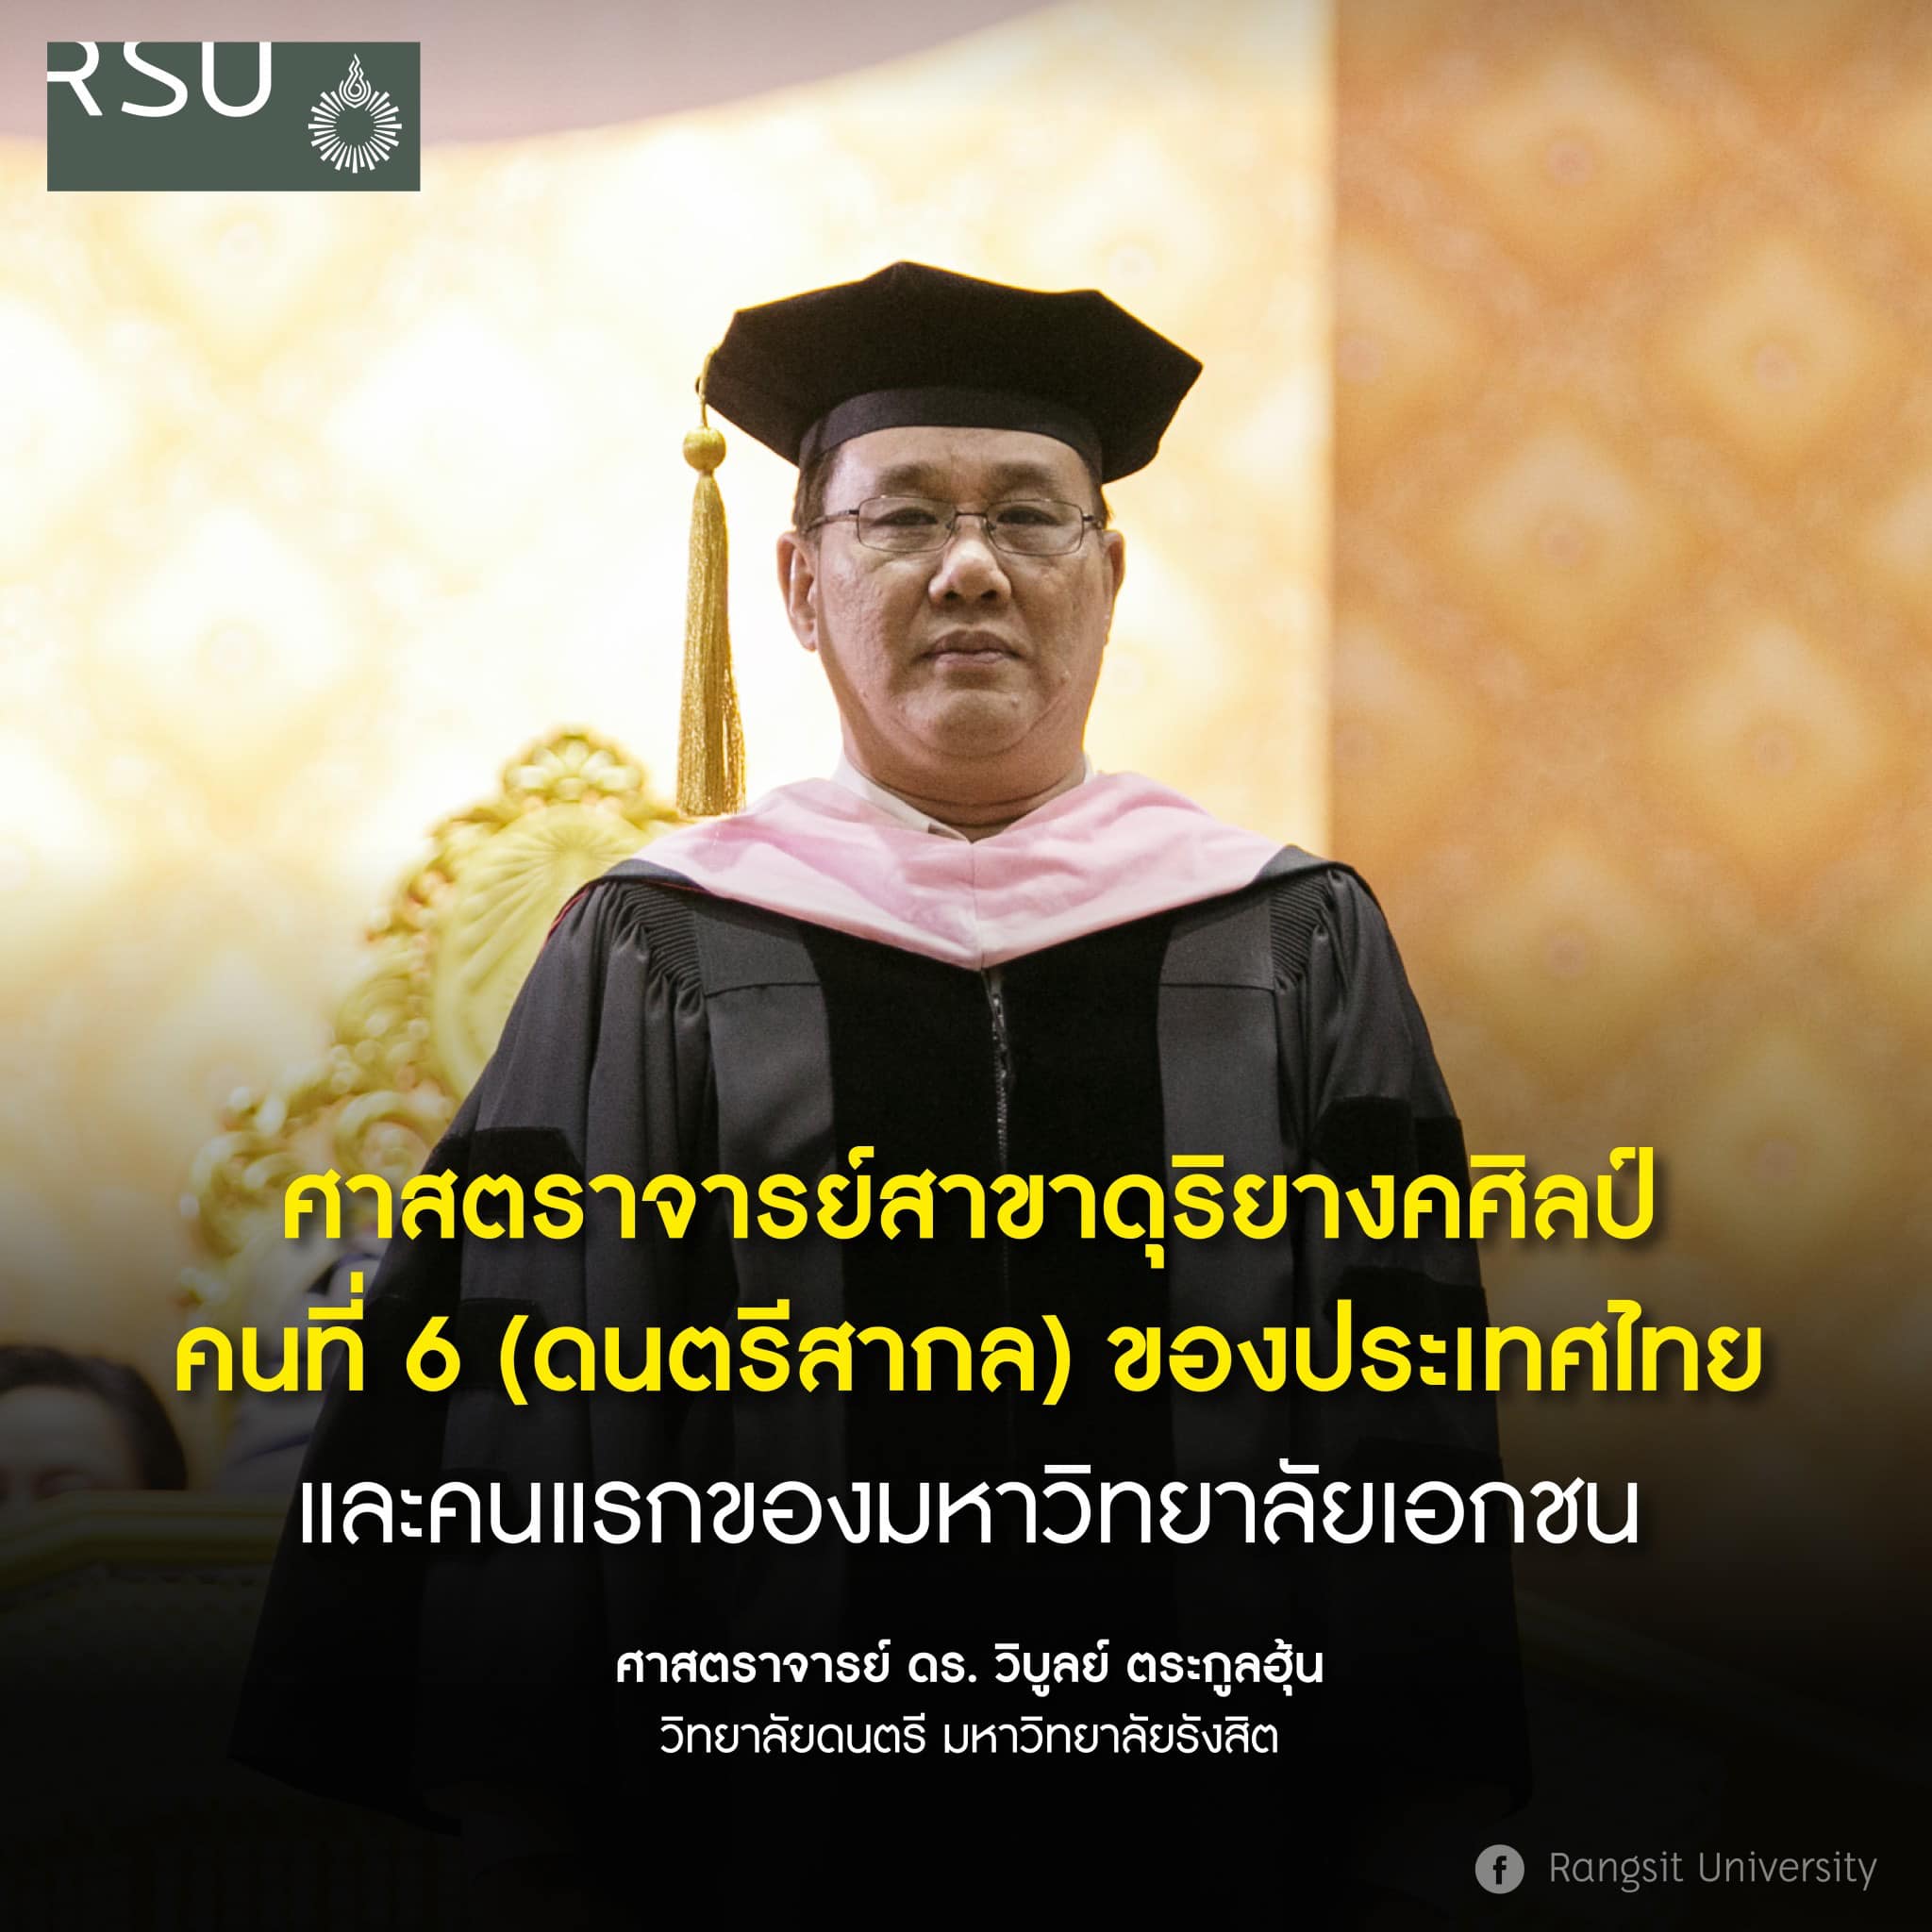 RSU
ศาสตราจารย์สาขาดุริยางคศิลป์
คนที่ 6 (ดนตรีสากล) ของประเทศไทย
และคนแรกของมหาวิทยาลัยเอกชน
ศาสตราจารย์ ดร. วิบูลย์ ตระกูลฮุ้น
วิทยาลัยดนตรี มหาวิทยาลัยรังสิต
f Rangsit University